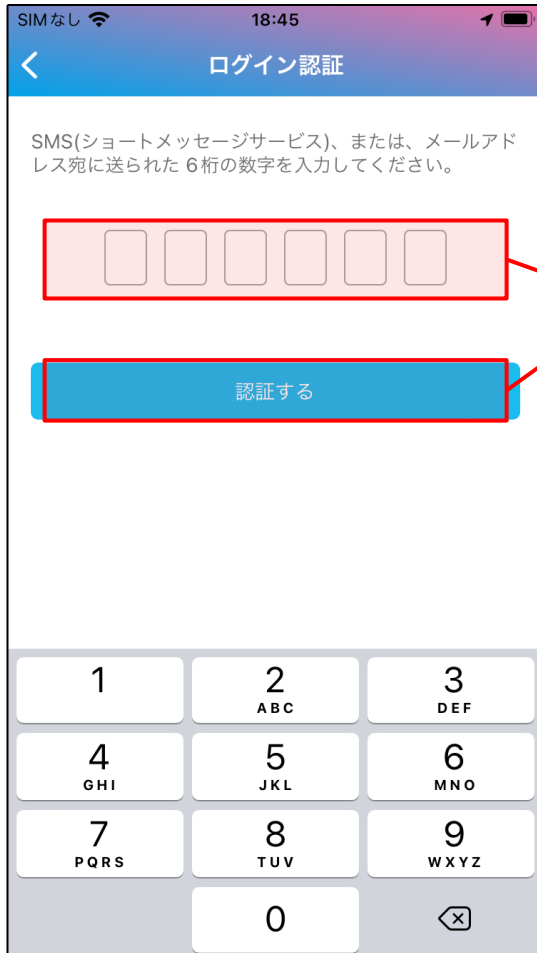 SIMなし 18:45
ログイン認証
SMS(ショートメッセージサービス)、または、メールアド
レス宛に送られた 6桁の数字を入力してください。
認証する
1 2 3
ABC DEF
4 5 6
GHI JKL MNO
7 8 9
PQRS TUV WXYZ
0